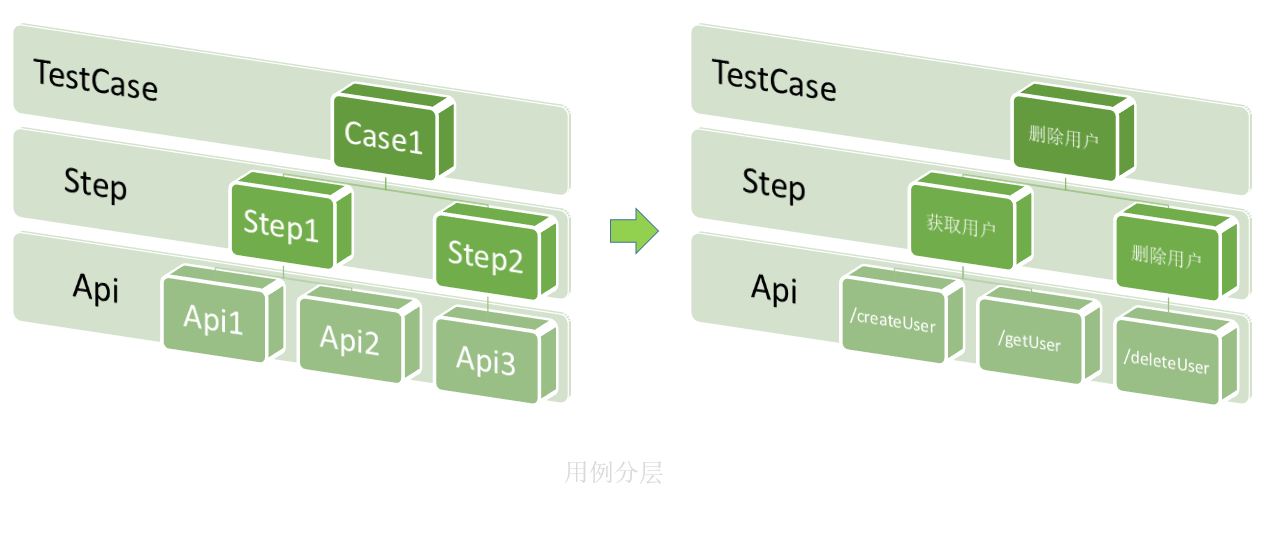 TestCase
Case1
Step
Step1
Step2
Api
Api1
Api2
Api3
TestCase
删除用户
Step
获取用户
删除用户
Api
/createUser
/getUser
/deleteUser
用例分层